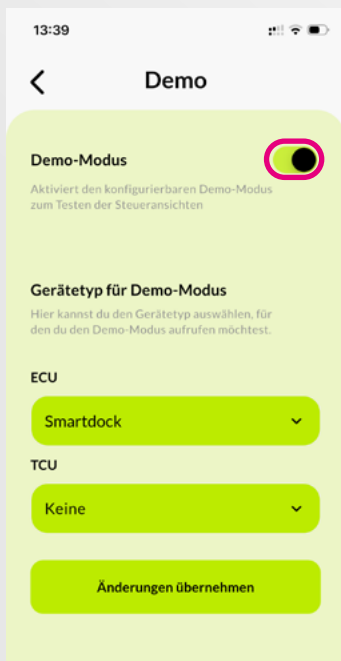 13:39
Demo
Demo-Modus
Aktiviert den konfigurierbaren Demo-Modus
zum Testen der Steueransichten
Gerätetyp für Demo-Modus
Hier kannst du den Gerätetyp auswählen, für
den du den Demo-Modus aufrufen möchtest.
ECU
Smartdock
TCU
Keine
Änderungen übernehmen